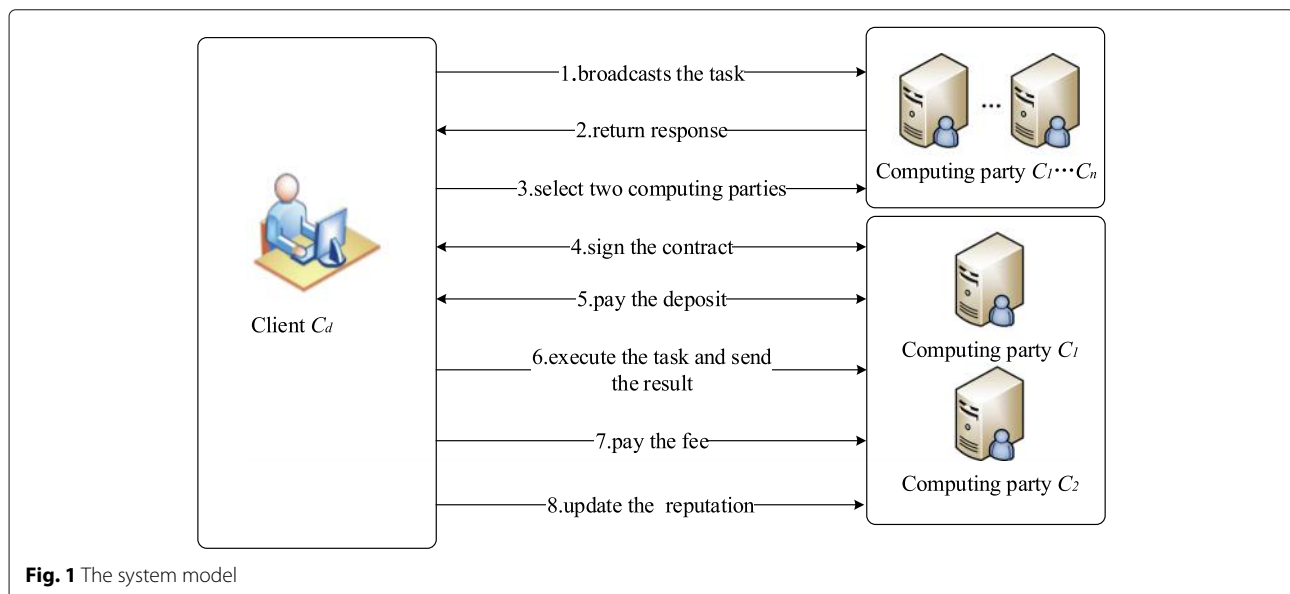 1.broadcasts the task
2.return response
3.select two computing parties
...
Computing party C1···Cn
4.sign the contract
5.pay the deposit
6.execute the task and send
the result
7.pay the fee
8.update the reputation
Client Cd
Computing party C1
Computing party C2
Fig. 1 The system model